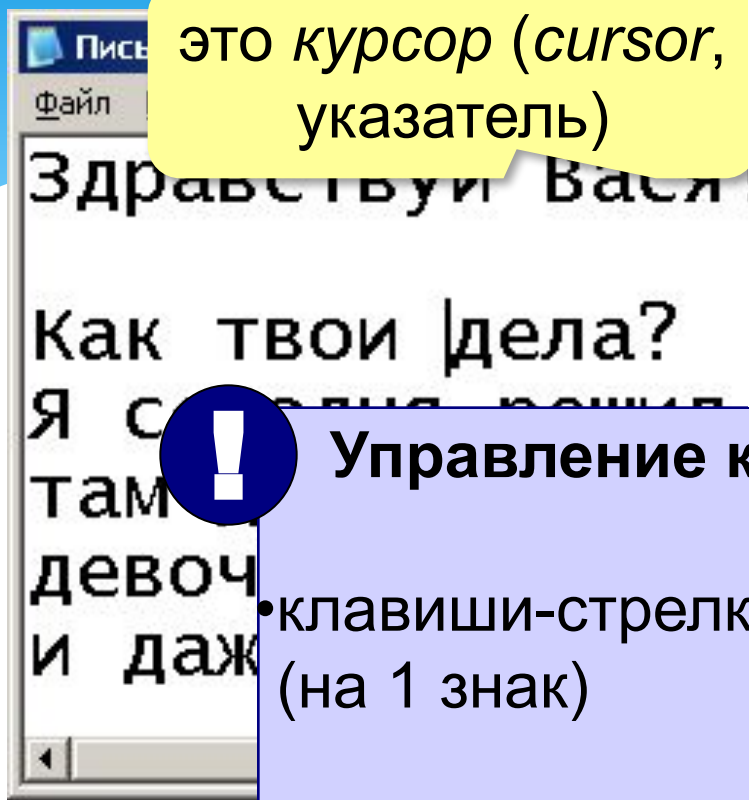 это курсор (cursor,
указатель)
Пись
Файл
Здравствуй Вася
Как твои дела?
Я с
там
девоч
и даж
!
Управление к
•клавиши-стрелк
(на 1 знак)